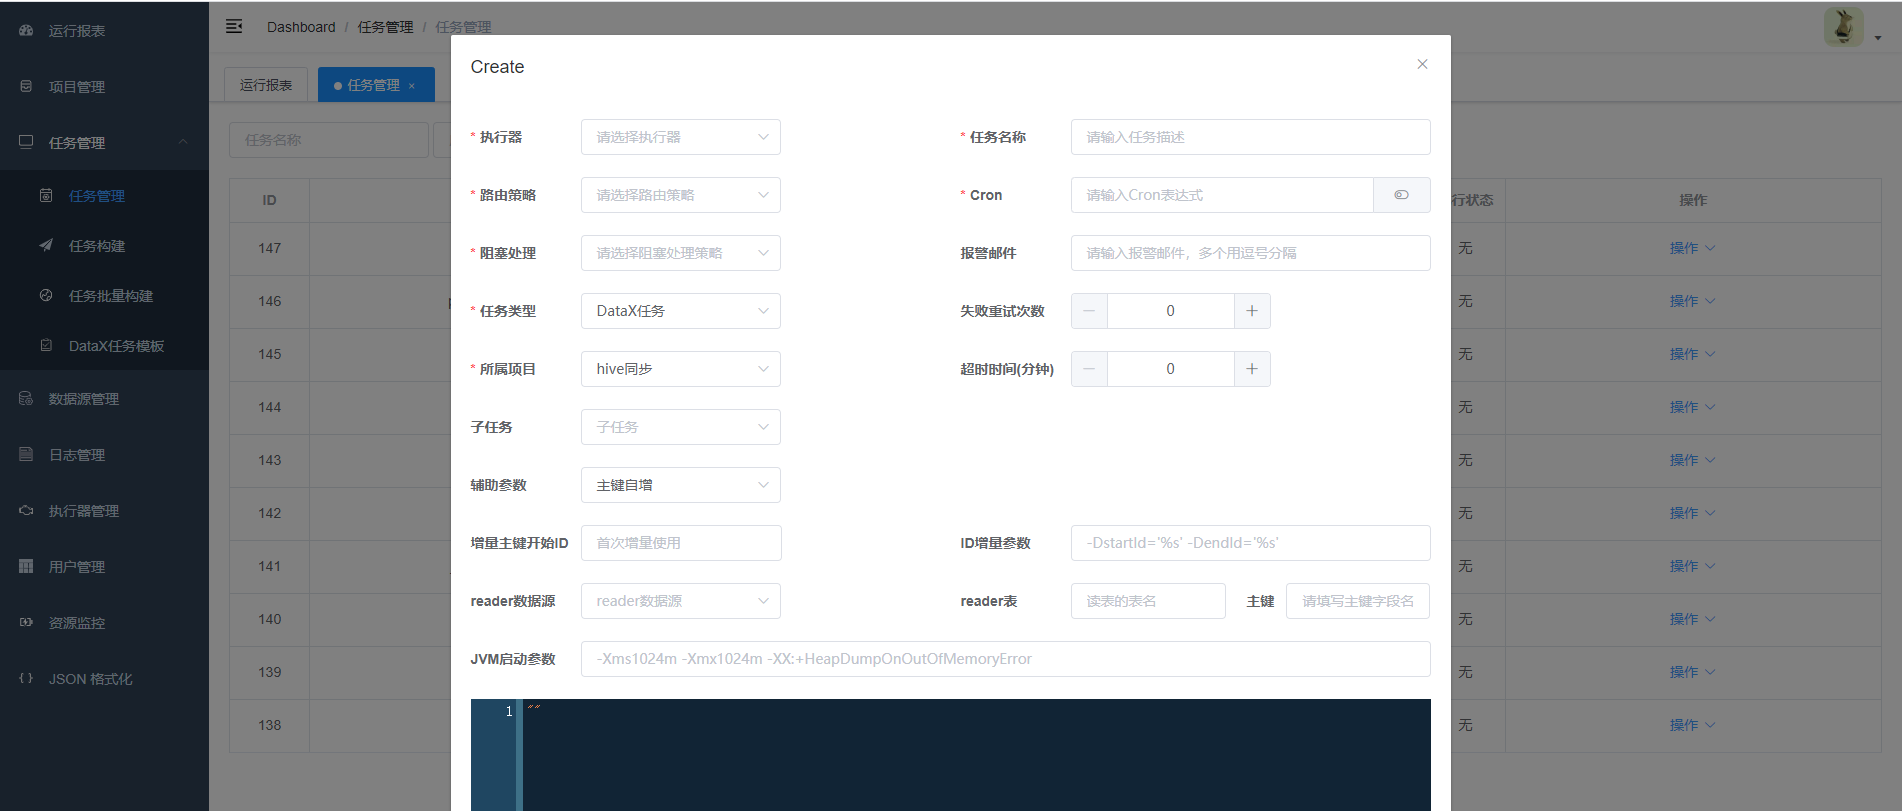 运行报表
项目管理
任务管理
任务管理
任务构建
任务批量构建
DataX任务模板
数据源管理
日志管理
执行器管理
用户管理
资源监控
JSON 格式化
Dashboard / 任务管理 / 任务管理
运行报表
任务管理 ×
任务名称
ID
147
146
145
144
143
142
141
140
139
138
Create
* 执行器 请选择执行器
* 任务名称 请输入任务描述
* 路由策略 请选择路由策略
* Cron 请输入Cron表达式
* 阻塞处理 请选择阻塞处理策略
报警邮件 请输入报警邮件，多个用逗号分隔
* 任务类型 DataX任务
失败重试次数 0
* 所属项目 hive同步
超时时间(分钟) 0
子任务 子任务
辅助参数 主键自增
增量主键开始ID 首次增量使用
ID增量参数 -DstartId='%s' -DendId='%s'
reader数据源 reader数据源
reader表 读表的表名 主键 请填写主键字段名
JVM启动参数 -Xms1024m -Xmx1024m -XX:+HeapDumpOnOutOfMemoryError
1 ""
行状态 操作
无 操作
无 操作
无 操作
无 操作
无 操作
无 操作
无 操作
无 操作
无 操作
无 操作